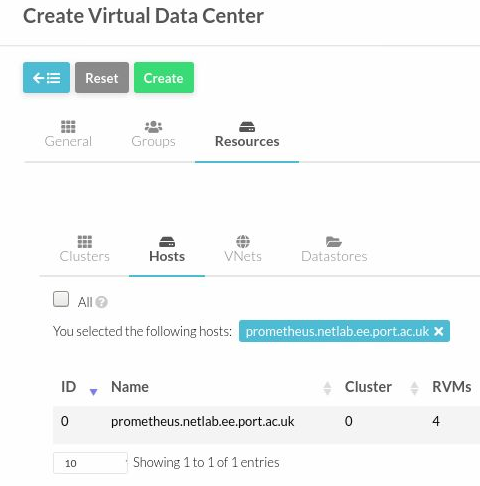 Create Virtual Data Center
Reset Create
General Groups Resources
Clusters Hosts VNets Datastores
All
You selected the following hosts: prometheus.netlab.ee.port.ac.uk ×
ID Name Cluster RVMs
0 prometheus.netlab.ee.port.ac.uk 0 4
10 Showing 1 to 1 of 1 entries